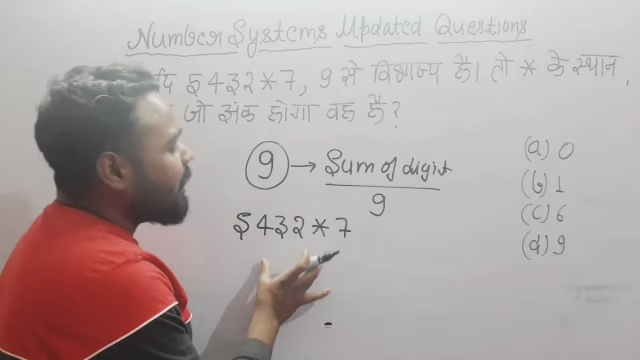 Number Systems Updated Questions
5432*7, 9 से विभाज्य है। तो * के स्थान
जो अंक होगा वह है?
(a) 0
9 → Sum of digit / 9
(b) 1
5432*7
(c) 6
(d) 9